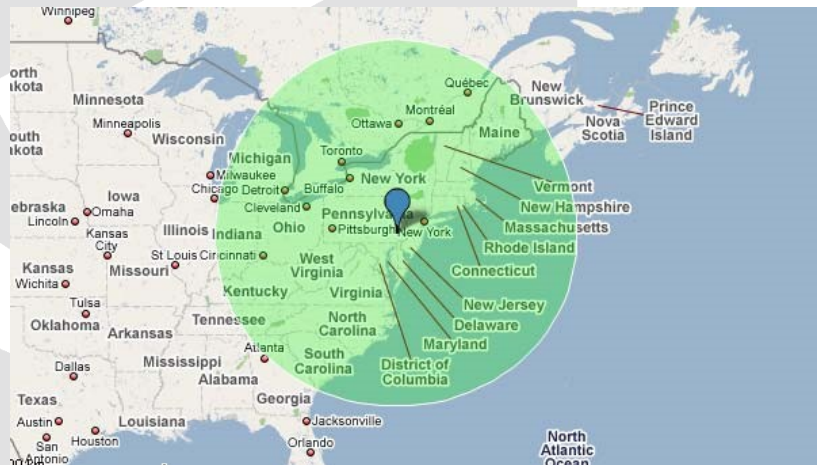 Winnipeg
orth
akota
Minnesota
Minneapolis
outh
kota
Wisconsin
Michigan
Milwaukee
Chicago
Detroit
Toronto
Ottawa
Montréal
Québec
New
Brunswick
Prince
Edward
Island
Nova
Scotia
Maine
Buffalo
New York
Cleveland
Iowa
ebraska
Omaha
Lincoln
Kansas
City
Illinois
Indiana
Ohio
Pennsylvania
Pittsburgh
New York
Vermont
New Hampshire
Massachusetts
Rhode Island
Connecticut
St Louis
Cincinnati
Kansas
Wichita
Missouri
West
Virginia
Kentucky
Virginia
New Jersey
Delaware
Maryland
District of
Columbia
Tulsa
Oklahoma
Arkansas
Tennessee
North
Carolina
Atlanta
South
Carolina
Mississippi
Alabama
Georgia
Dallas
Texas
Austin
San
Antonio
Houston
Louisiana
Jacksonville
Orlando
North
Atlantic
Ocean